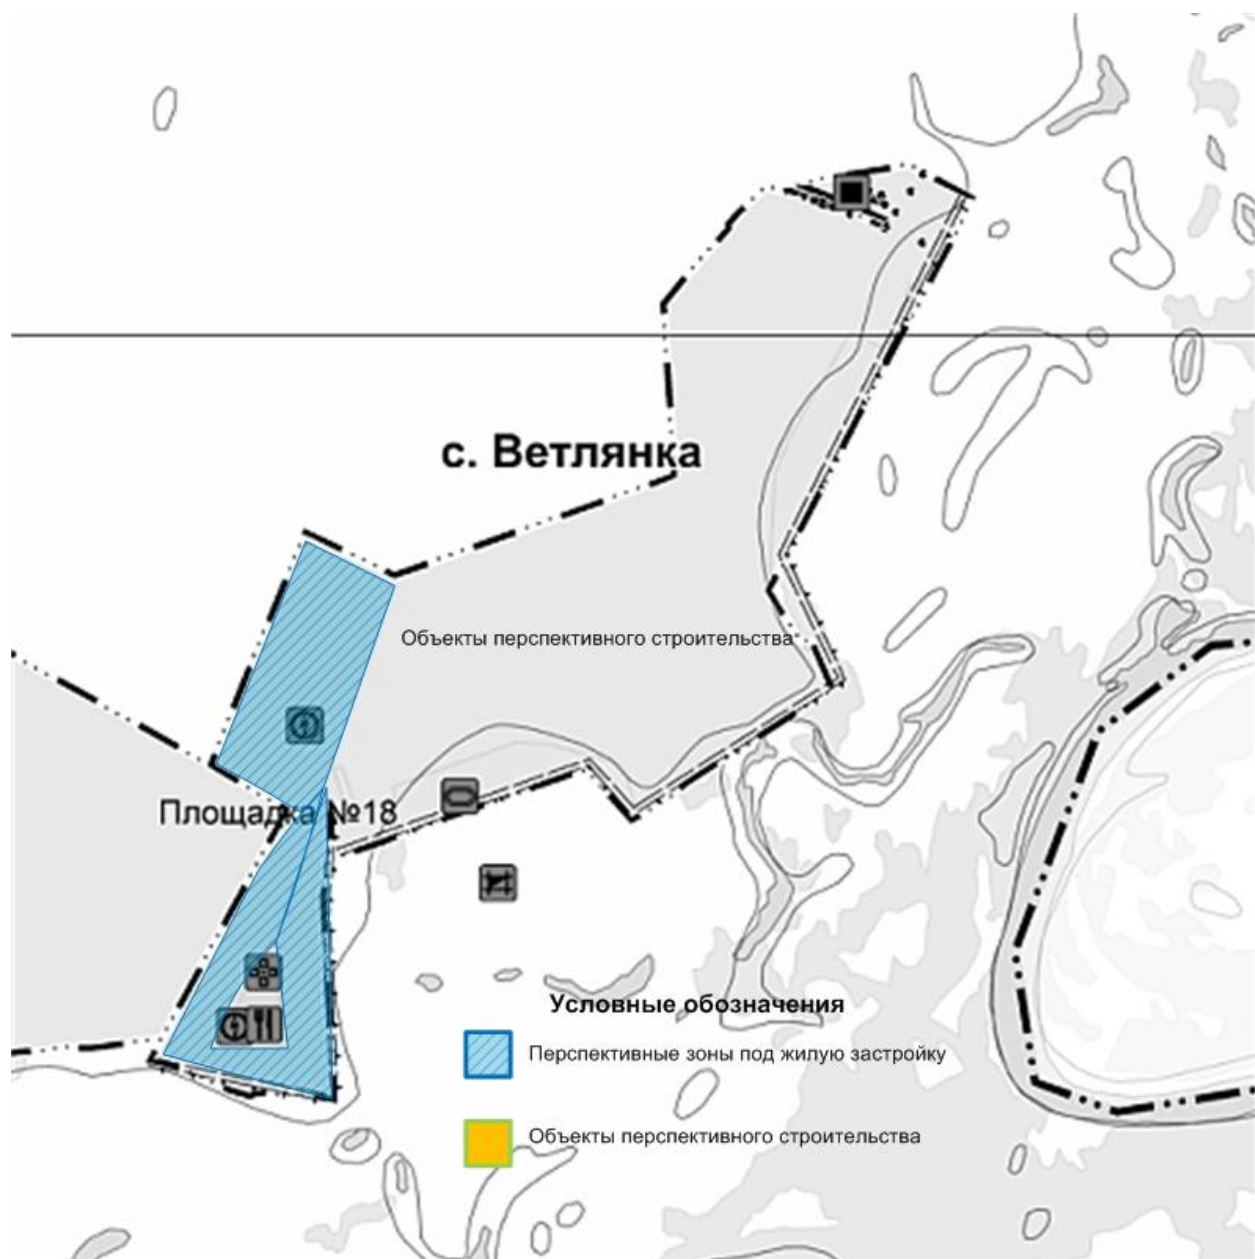 с. Ветлянка
Объекты перспективного строительства
Площадка №18
Условные обозначения
Перспективные зоны под жилую застройку
Объекты перспективного строительства